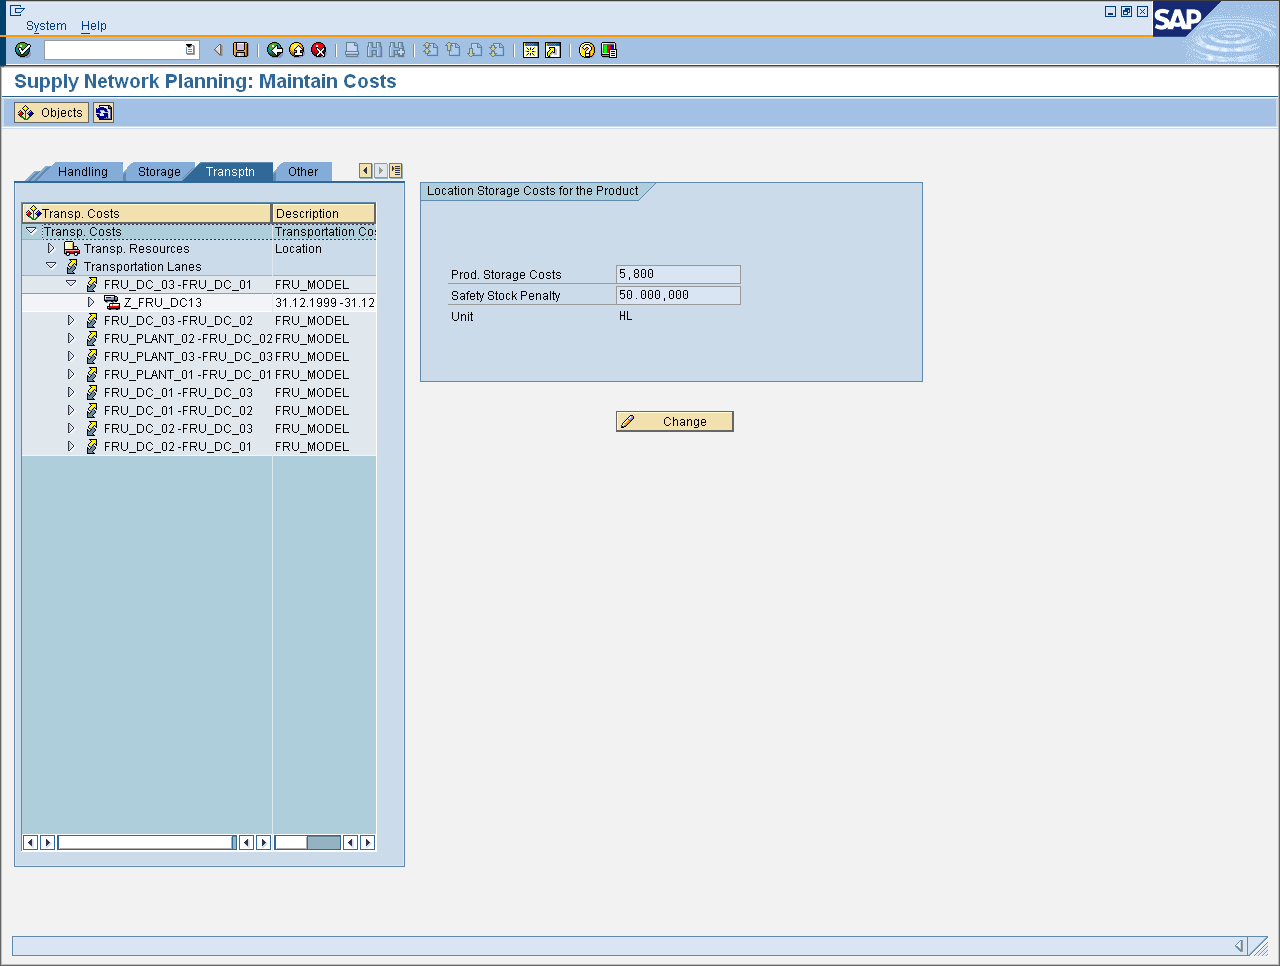 System Help
SAP
Supply Network Planning: Maintain Costs
Objects
Handling Storage Transptn Other
Location Storage Costs for the Product
Transp. Costs Description
Transp. Costs Transportation Co
Transp. Resources Location
Transportation Lanes
FRU_DC_03 -FRU_DC_01 FRU_MODEL
Z_FRU_DC13 31.12.1999 -31.12
FRU_DC_03 -FRU_DC_02 FRU_MODEL
FRU_PLANT_02 -FRU_DC_02 FRU_MODEL
FRU_PLANT_03 -FRU_DC_03 FRU_MODEL
FRU_PLANT_01 -FRU_DC_01 FRU_MODEL
FRU_DC_01 -FRU_DC_03 FRU_MODEL
FRU_DC_01 -FRU_DC_02 FRU_MODEL
FRU_DC_02 -FRU_DC_03 FRU_MODEL
FRU_DC_02 -FRU_DC_01 FRU_MODEL
Prod. Storage Costs 5,800
Safety Stock Penalty 50.000,000
Unit HL
Change